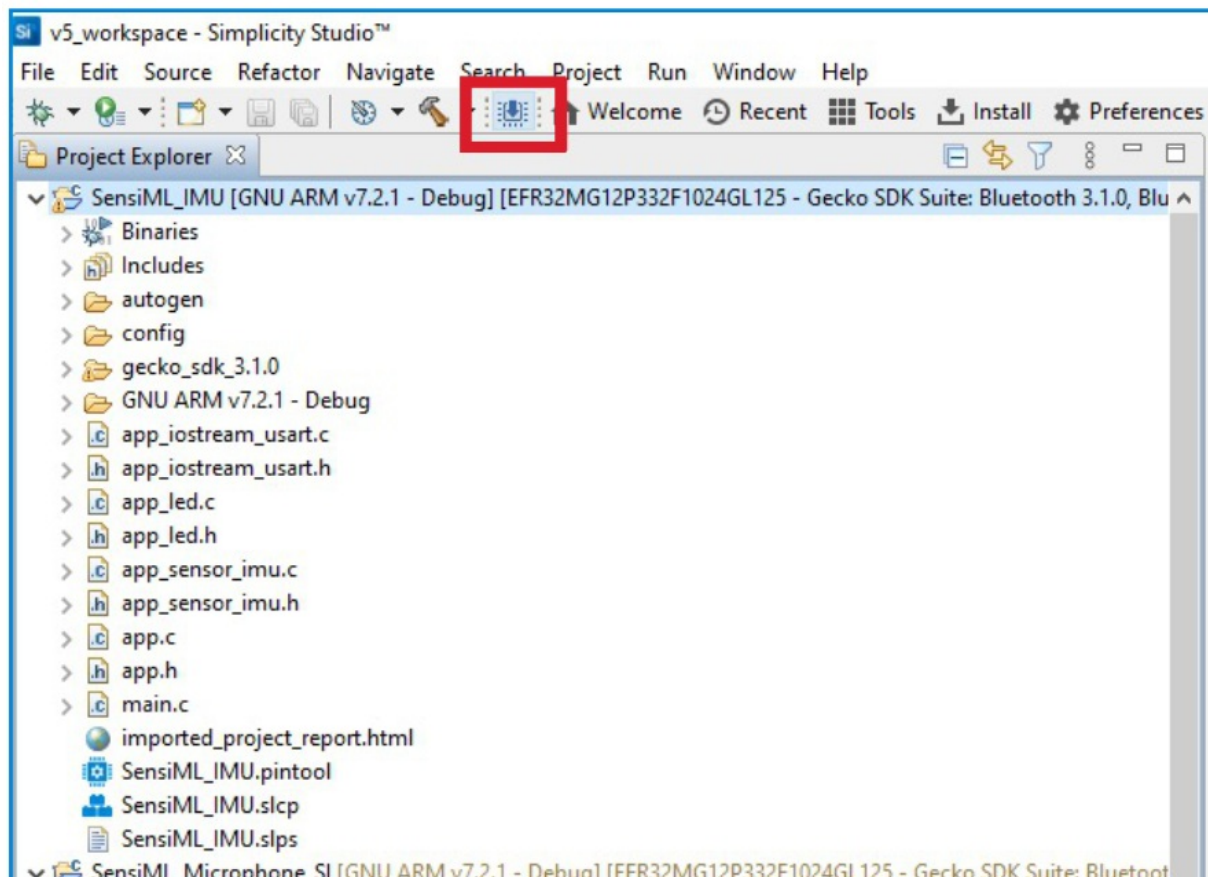 Si v5_workspace - Simplicity Studio™
File Edit Source Refactor Navigate Search Project Run Window Help
Welcome Recent Tools Install Preferences
Project Explorer
SensiML_IMU [GNU ARM v7.2.1 - Debug] [EFR32MG12P332F1024GL125 - Gecko SDK Suite: Bluetooth 3.1.0, Blu
Binaries
Includes
autogen
config
gecko_sdk_3.1.0
GNU ARM v7.2.1 - Debug
.c app_iostream_usart.c
.h app_iostream_usart.h
.c app_led.c
.h app_led.h
.c app_sensor_imu.c
.h app_sensor_imu.h
.c app.c
.h app.h
.c main.c
imported_project_report.html
SensiML_IMU.pintool
SensiML_IMU.slcp
SensiML_IMU.slps
SensiML_Microphone_SI [GNU ARM v7.2.1 - Debug] [EFR32MG12P332F1024GL125 - Gecko SDK Suite: Bluetoot